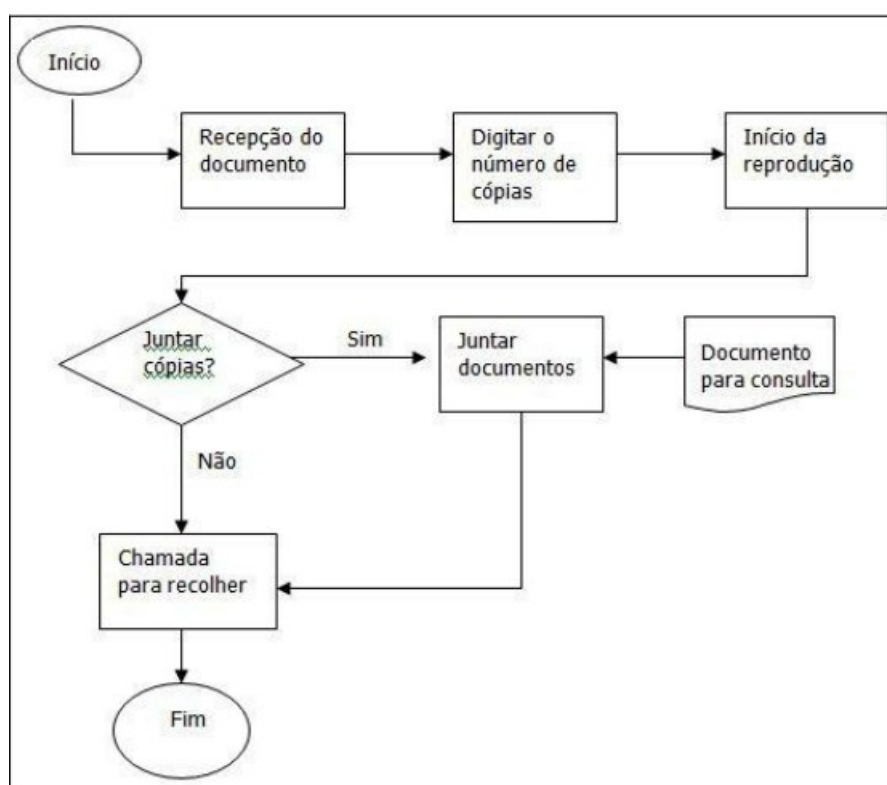 Início
Recepção do
documento
Digitar o
número de
cópias
Início da
reprodução
Juntar
cópias?
Sim
Juntar
documentos
Documento
para consulta
Não
Chamada
para recolher
Fim